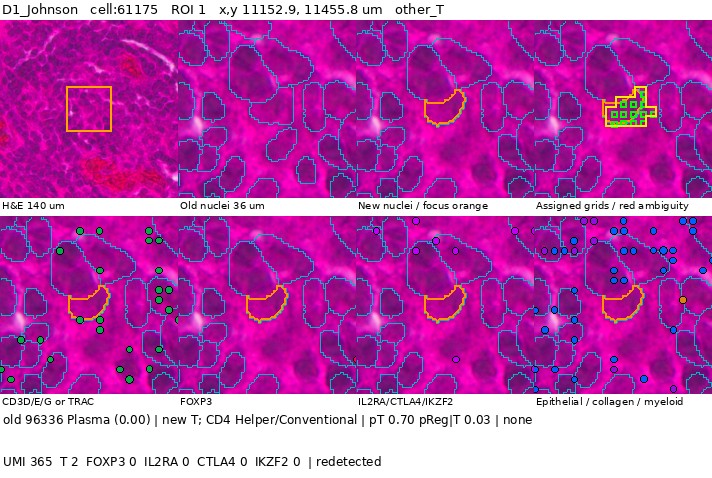 D1_Johnson cell:61175 ROI 1 x,y 11152.9, 11455.8 um other_T
H&E 140 um
Old nuclei 36 um
New nuclei / focus orange
Assigned grids / red ambiguity
CD3D/E/G or TRAC
FOXP3
IL2RA/CTLA4/IKZF2
Epithelial / collagen / myeloid
old 96336 Plasma (0.00) | new T; CD4 Helper/Conventional | pT 0.70 pReg|T 0.03 | none
UMI 365 T 2 FOXP3 0 IL2RA 0 CTLA4 0 IKZF2 0 | redetected